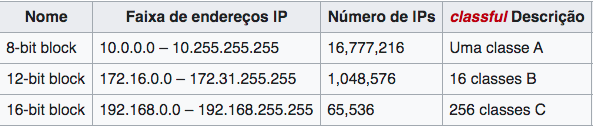 Nome Faixa de endereços IP Número de IPs classful Descrição
8-bit block 10.0.0.0 – 10.255.255.255 16,777,216 Uma classe A
12-bit block 172.16.0.0 – 172.31.255.255 1,048,576 16 classes B
16-bit block 192.168.0.0 – 192.168.255.255 65,536 256 classes C